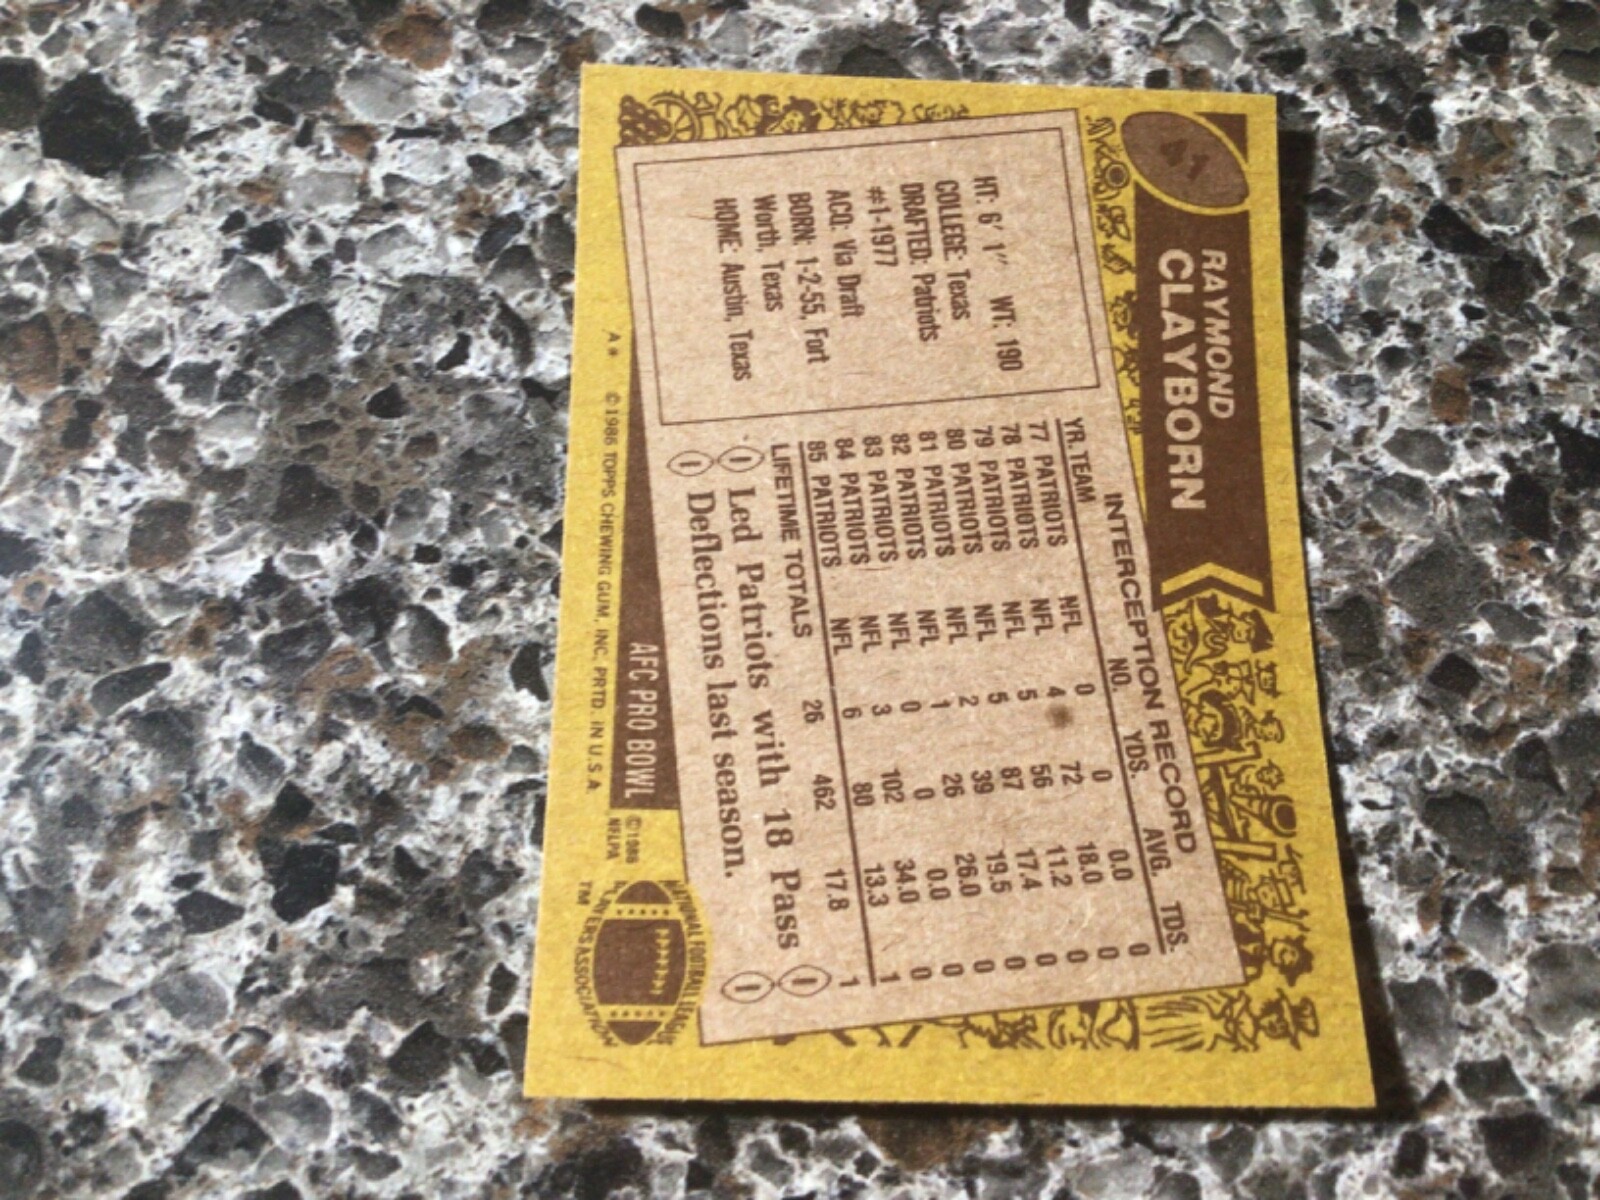 41
RAYMOND
CLAYBORN
HT: 6' 1" WT: 190
COLLEGE: Texas
DRAFTED: Patriots
#1-1977
ACQ: Via Draft
BORN: 1-2-55, Fort
Worth, Texas
HOME: Austin, Texas
INTERCEPTION RECORD
YR. TEAM NO. YDS. AVG. TDS.
77 PATRIOTS NFL 0 0 0.0 0
78 PATRIOTS NFL 4 72 18.0 0
79 PATRIOTS NFL 5 56 11.2 0
80 PATRIOTS NFL 5 87 17.4 0
81 PATRIOTS NFL 2 39 19.5 0
82 PATRIOTS NFL 1 26 26.0 0
83 PATRIOTS NFL 0 0 0.0 0
84 PATRIOTS NFL 3 102 34.0 0
85 PATRIOTS NFL 6 80 13.3 1
LIFETIME TOTALS 26 462 17.8 1
Led Patriots with 18 Pass
Deflections last season.
AFC PRO BOWL
© 1986
NFLPA
NATIONAL FOOTBALL LEAGUE
PLAYERS ASSOCIATION
TM
A * © 1986 TOPPS CHEWING GUM, INC. PRTD. IN U.S.A.